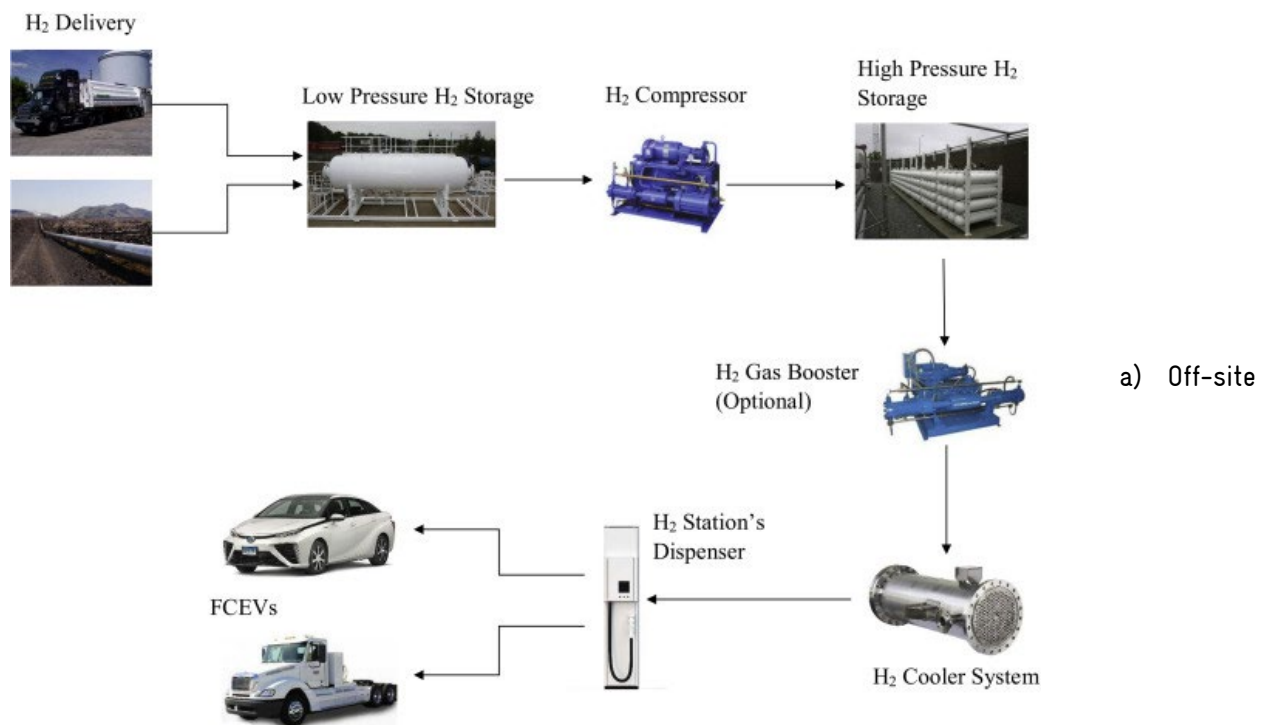 H₂ Delivery
Low Pressure H₂ Storage
H₂ Compressor
High Pressure H₂
Storage
H₂ Gas Booster
(Optional)
a) Off-site
H₂ Station's
Dispenser
FCEVs
H₂ Cooler System